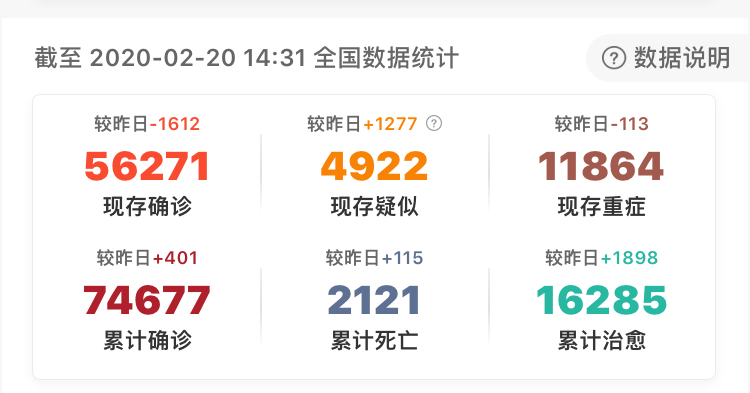 截至 2020-02-20 14:31 全国数据统计
? 数据说明
较昨日-1612
56271
现存确诊
较昨日+1277 ?
4922
现存疑似
较昨日-113
11864
现存重症
较昨日+401
74677
累计确诊
较昨日+115
2121
累计死亡
较昨日+1898
16285
累计治愈